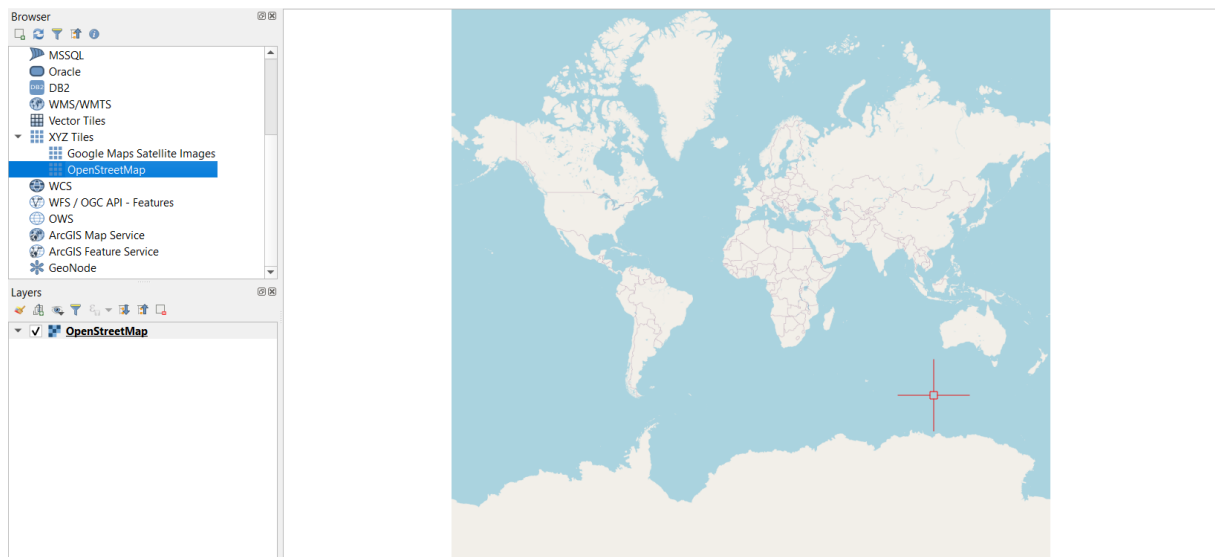 Browser
MSSQL
Oracle
DB2
DB2
WMS/WMTS
Vector Tiles
XYZ Tiles
Google Maps Satellite Images
OpenStreetMap
WCS
WFS / OGC API - Features
OWS
ArcGIS Map Service
ArcGIS Feature Service
GeoNode
Layers
OpenStreetMap